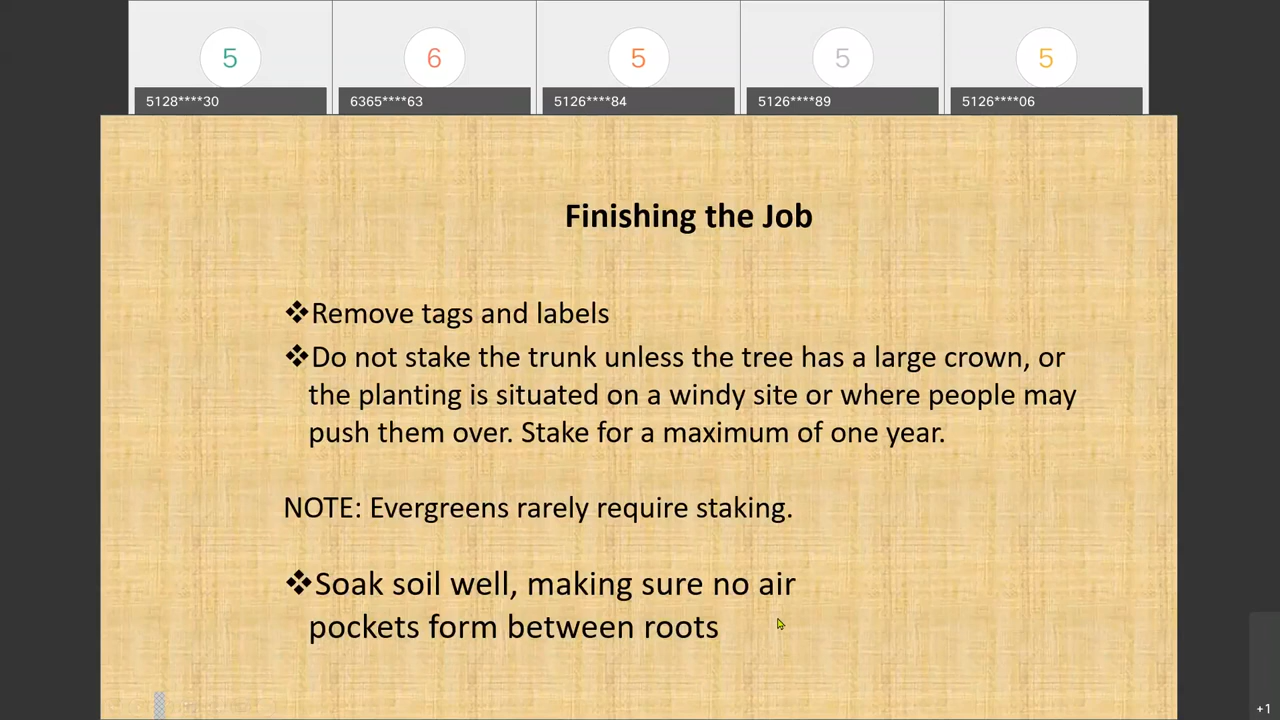 5 6 5 5 5
5128****30 6365****63 5126****84 5126****89 5126****06
Finishing the Job
❖Remove tags and labels
❖Do not stake the trunk unless the tree has a large crown, or
the planting is situated on a windy site or where people may
push them over. Stake for a maximum of one year.
NOTE: Evergreens rarely require staking.
❖Soak soil well, making sure no air
pockets form between roots
+1